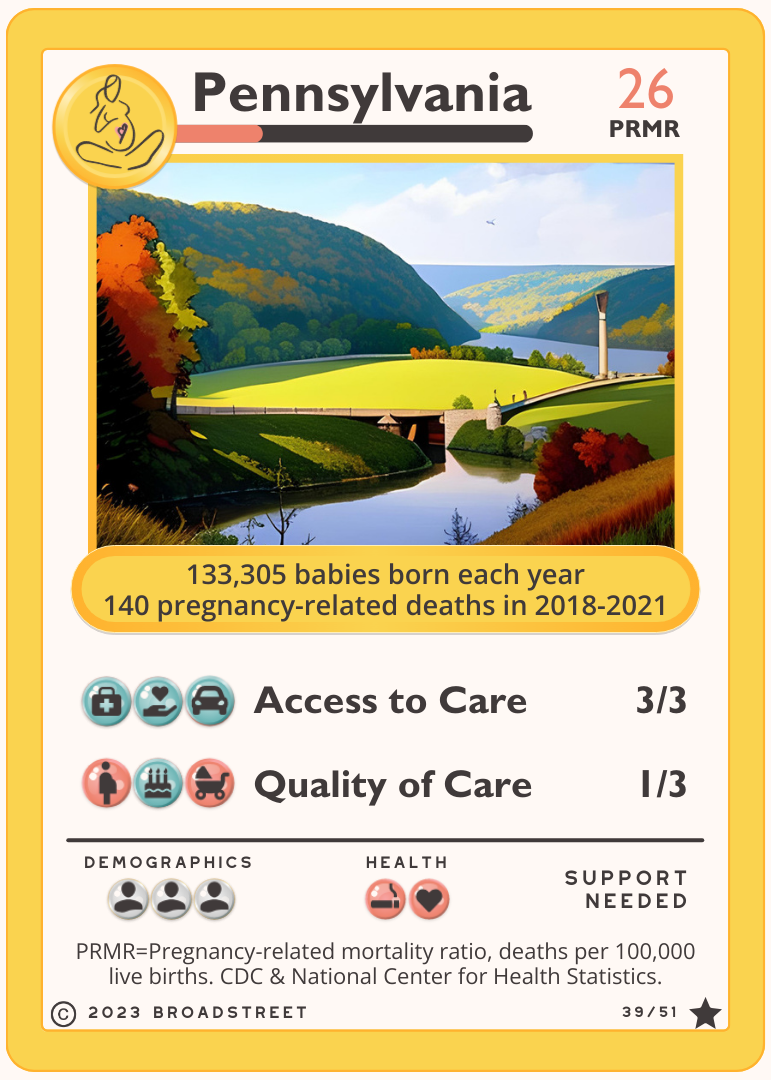 Pennsylvania
26
PRMR
133,305 babies born each year
140 pregnancy-related deaths in 2018-2021
Access to Care 3/3
Quality of Care 1/3
DEMOGRAPHICS
HEALTH
SUPPORT
NEEDED
PRMR=Pregnancy-related mortality ratio, deaths per 100,000
live births. CDC & National Center for Health Statistics.
© 2023 BROADSTREET
39/51